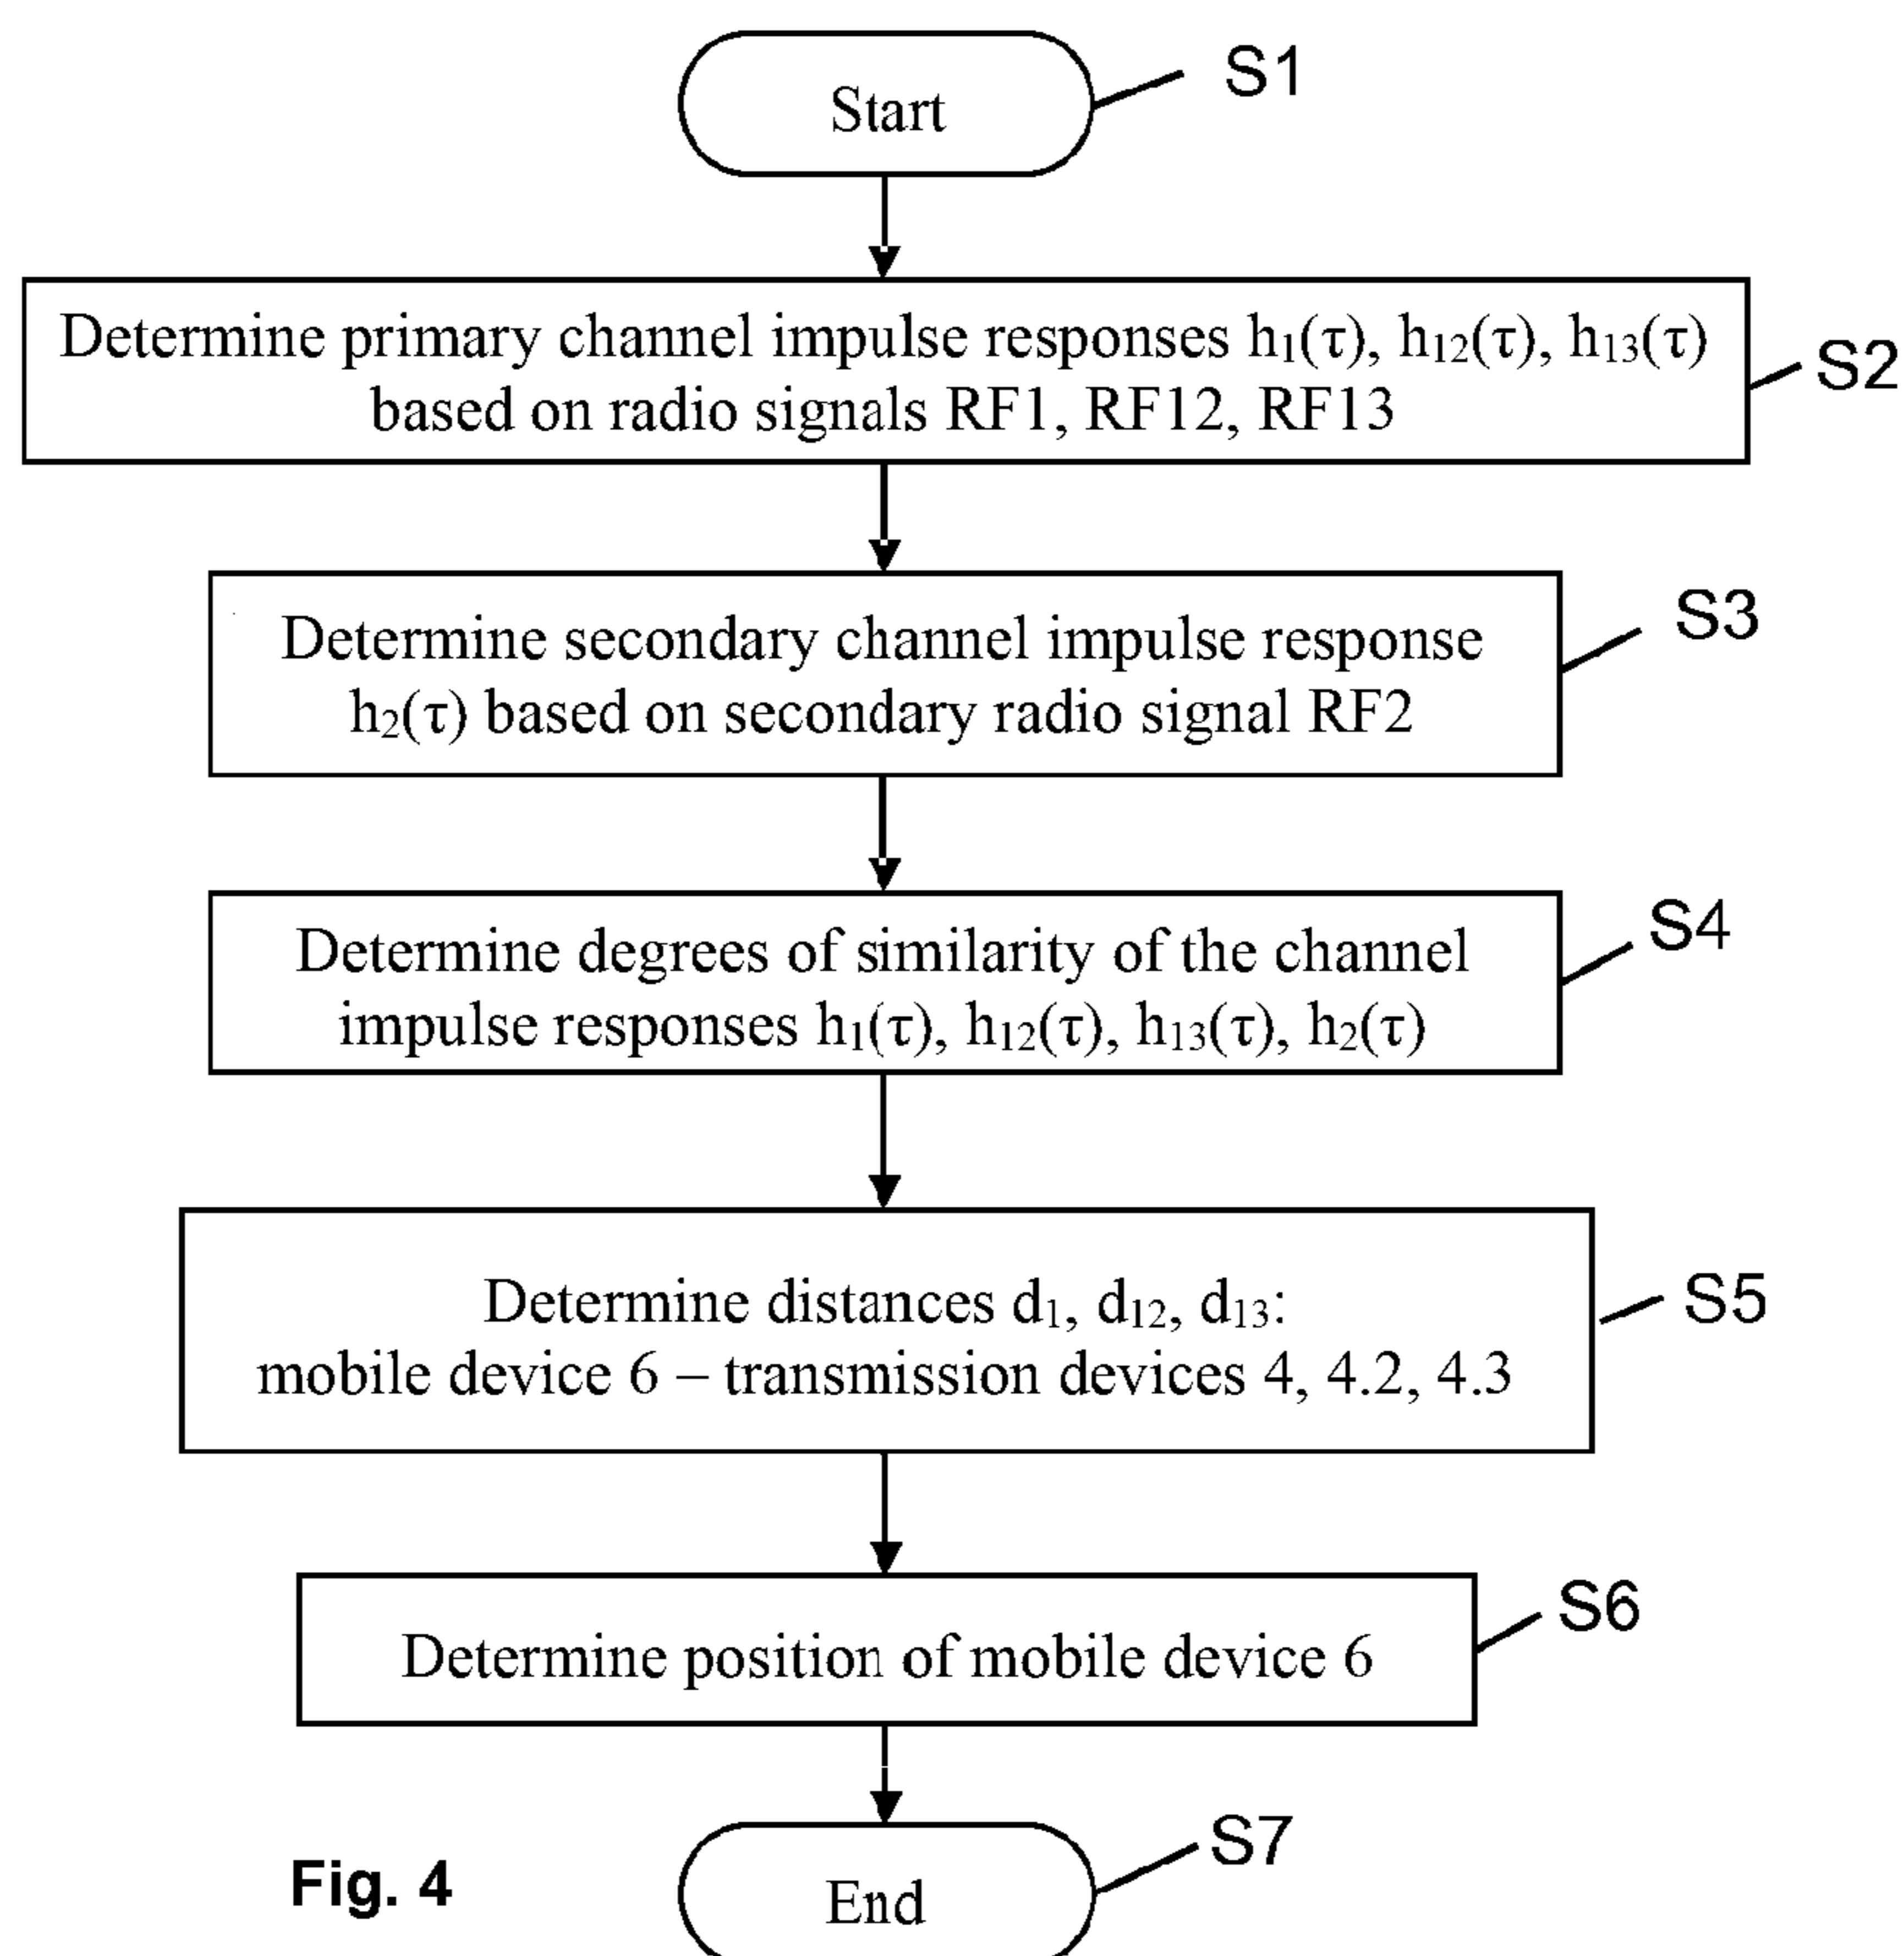 Start
S1
Determine primary channel impulse responses h₁(τ), h₁₂(τ), h₁₃(τ)
based on radio signals RF1, RF12, RF13
S2
Determine secondary channel impulse response
h₂(τ) based on secondary radio signal RF2
S3
Determine degrees of similarity of the channel
impulse responses h₁(τ), h₁₂(τ), h₁₃(τ), h₂(τ)
S4
Determine distances d₁, d₁₂, d₁₃:
mobile device 6 – transmission devices 4, 4.2, 4.3
S5
Determine position of mobile device 6
S6
End
S7
Fig. 4